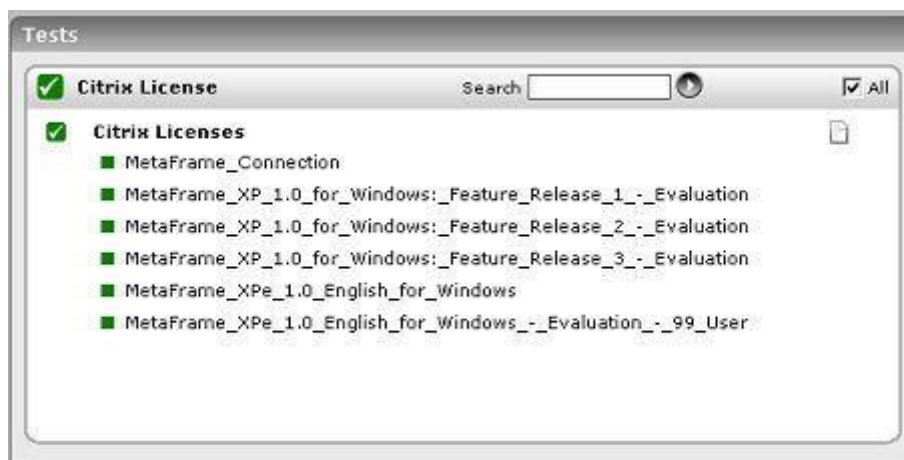 Tests
Citrix License Search All
Citrix Licenses
MetaFrame_Connection
MetaFrame_XP_1.0_for_Windows:_Feature_Release_1_-_Evaluation
MetaFrame_XP_1.0_for_Windows:_Feature_Release_2_-_Evaluation
MetaFrame_XP_1.0_for_Windows:_Feature_Release_3_-_Evaluation
MetaFrame_XPe_1.0_English_for_Windows
MetaFrame_XPe_1.0_English_for_Windows_-_Evaluation_-_99_User